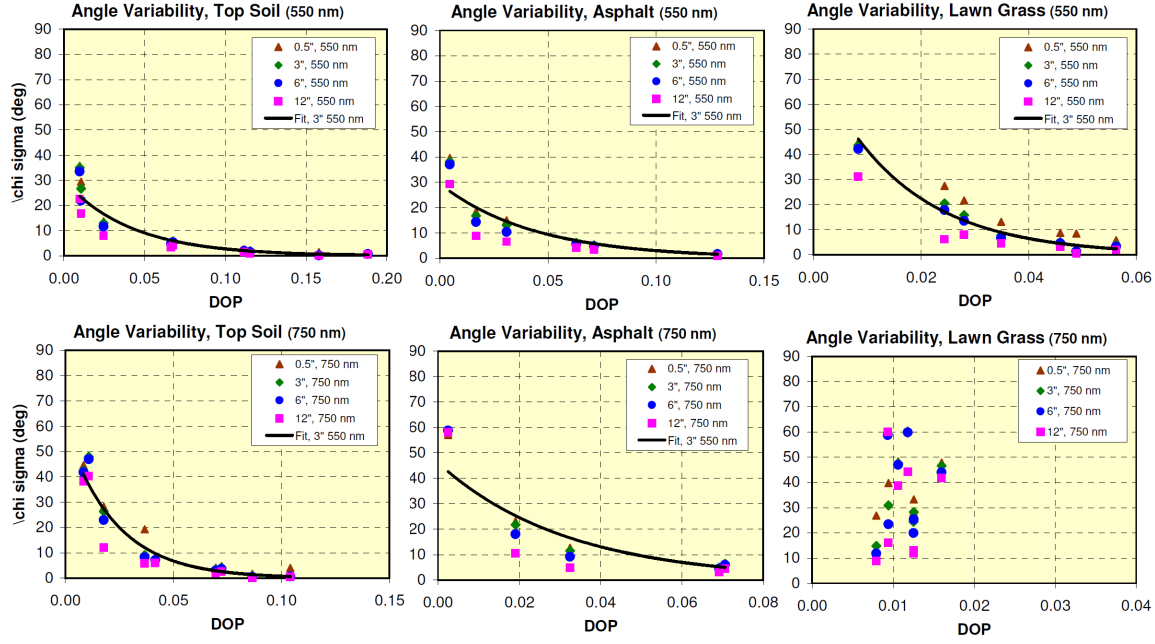 Angle Variability, Top Soil (550 nm)
90
80
70
60
50
40
30
20
10
0
\chi sigma (deg)
0.5", 550 nm
3", 550 nm
6", 550 nm
12", 550 nm
Fit, 3" 550 nm
0.00 0.05 0.10 0.15 0.20
DOP
Angle Variability, Asphalt (550 nm)
90
80
70
60
50
40
30
20
10
0
0.5", 550 nm
3", 550 nm
6", 550 nm
12", 550 nm
Fit, 3" 550 nm
0.00 0.05 0.10 0.15
DOP
Angle Variability, Lawn Grass (550 nm)
90
80
70
60
50
40
30
20
10
0
0.5", 550 nm
3", 550 nm
6", 550 nm
12", 550 nm
Fit, 3" 550 nm
0.00 0.02 0.04 0.06
DOP
Angle Variability, Top Soil (750 nm)
90
80
70
60
50
40
30
20
10
0
\chi sigma (deg)
0.5", 750 nm
3", 750 nm
6", 750 nm
12", 750 nm
Fit, 3" 550 nm
0.00 0.05 0.10 0.15
DOP
Angle Variability, Asphalt (750 nm)
90
80
70
60
50
40
30
20
10
0
0.5", 750 nm
3", 750 nm
6", 750 nm
12", 750 nm
Fit, 3" 550 nm
0.00 0.02 0.04 0.06 0.08
DOP
Angle Variability, Lawn Grass (750 nm)
90
80
70
60
50
40
30
20
10
0
0.5", 750 nm
3", 750 nm
6", 750 nm
12", 750 nm
0.00 0.01 0.02 0.03 0.04
DOP